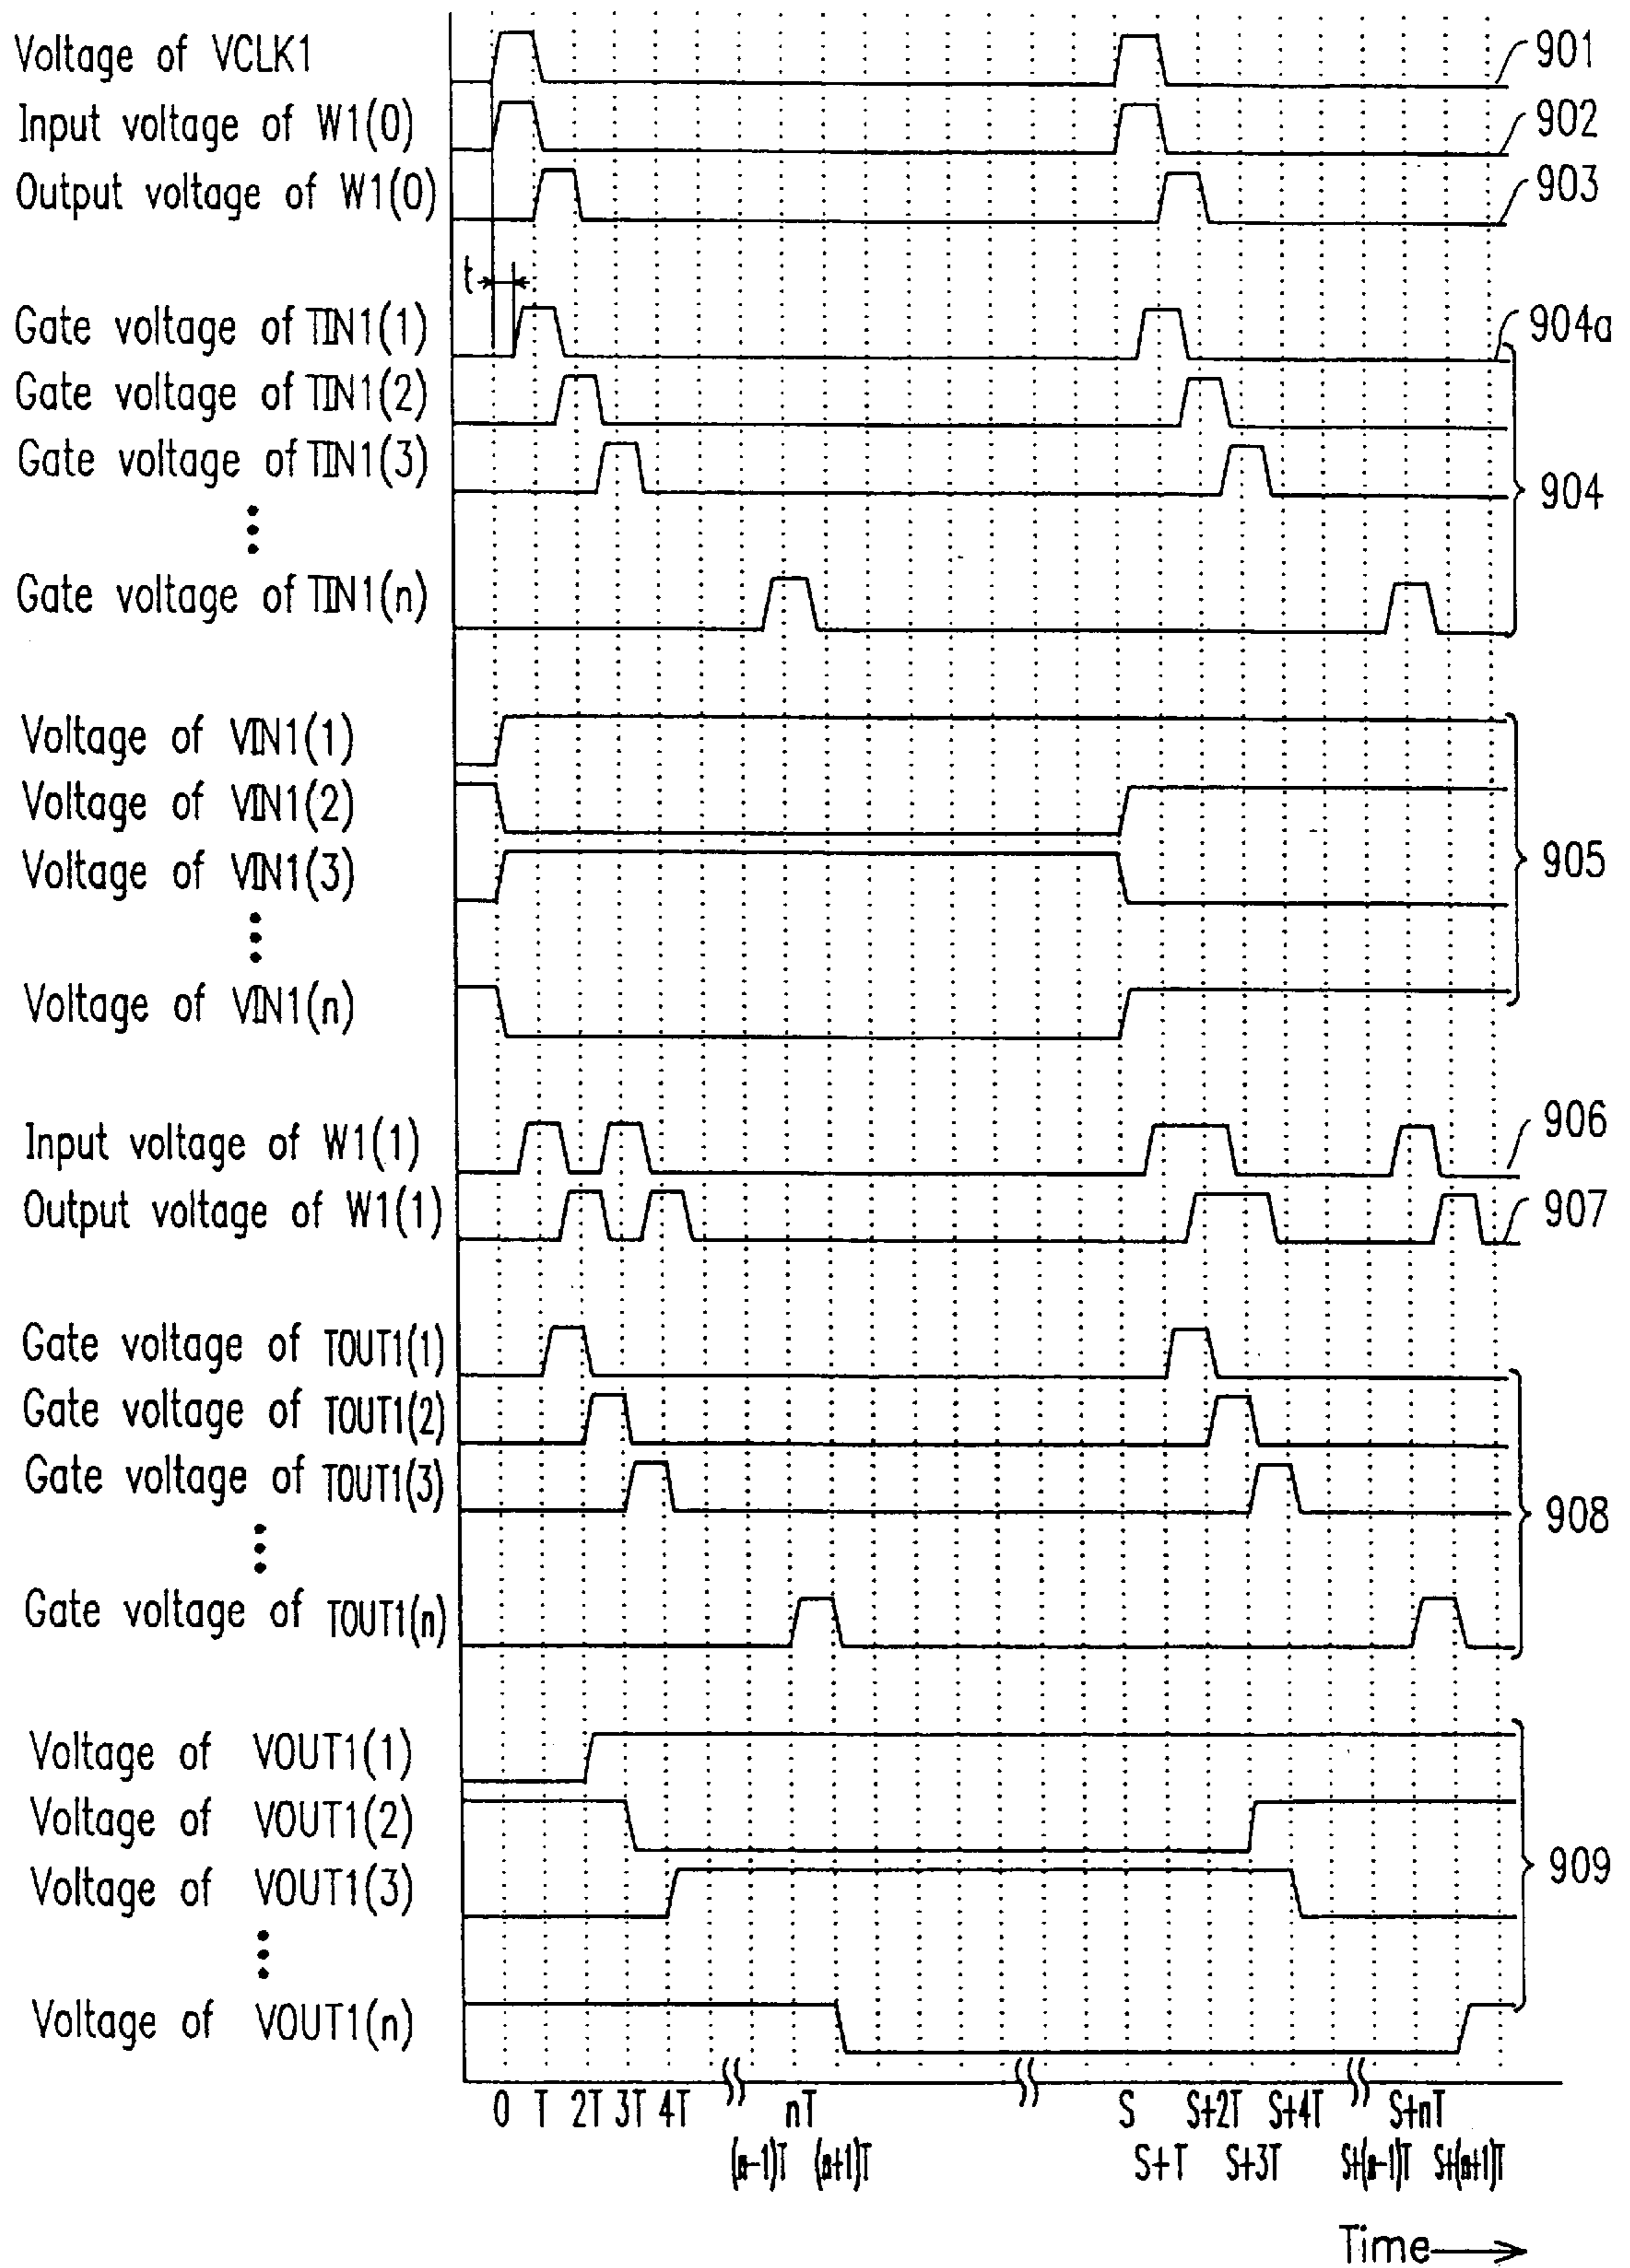 Voltage of VCLK1
901
Input voltage of W1(0)
902
Output voltage of W1(0)
903
t
Gate voltage of TIN1(1)
904a
Gate voltage of TIN1(2)
Gate voltage of TIN1(3)
904
Gate voltage of TIN1(n)
Voltage of VIN1(1)
Voltage of VIN1(2)
Voltage of VIN1(3)
905
Voltage of VIN1(n)
Input voltage of W1(1)
906
Output voltage of W1(1)
907
Gate voltage of TOUT1(1)
Gate voltage of TOUT1(2)
Gate voltage of TOUT1(3)
908
Gate voltage of TOUT1(n)
Voltage of VOUT1(1)
Voltage of VOUT1(2)
Voltage of VOUT1(3)
909
Voltage of VOUT1(n)
0 T 2T 3T 4T nT S S+2T S+4T S+nT
(n-1)T (n+1)T S+T S+3T S+(n-1)T S+(n+1)T
Time